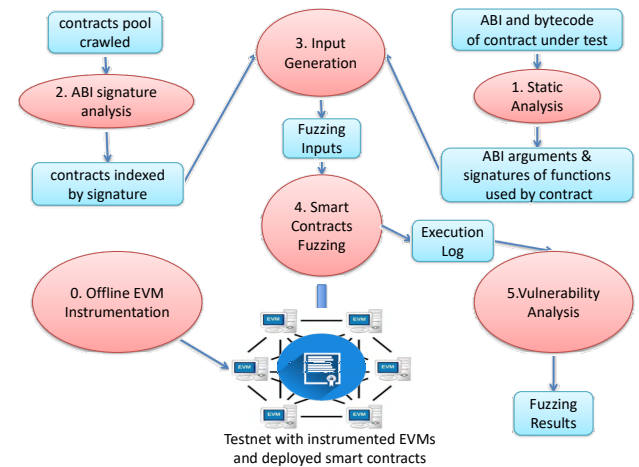 contracts pool
crawled
2. ABI signature
analysis
contracts indexed
by signature
3. Input
Generation
Fuzzing
Inputs
ABI and bytecode
of contract under test
1. Static
Analysis
ABI arguments &
signatures of functions
used by contract
4. Smart
Contracts
Fuzzing
Execution
Log
0. Offline EVM
Instrumentation
5.Vulnerability
Analysis
EVM
EVM
EVM
EVM
EVM
EVM
Fuzzing
Results
Testnet with instrumented EVMs
and deployed smart contracts